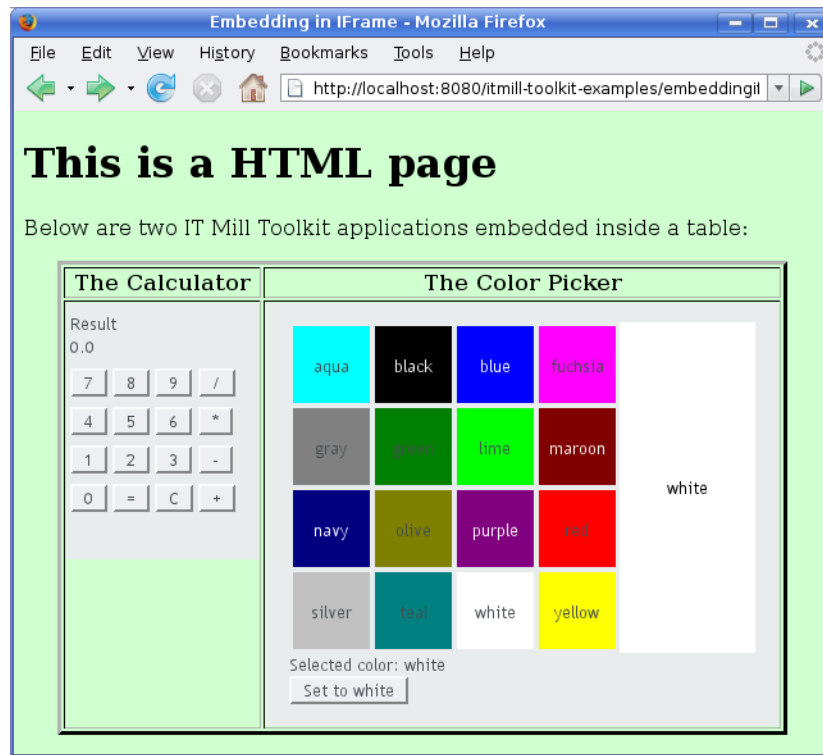 Embedding in IFrame - Mozilla Firefox
File Edit View History Bookmarks Tools Help
http://localhost:8080/itmill-toolkit-examples/embeddingif
This is a HTML page
Below are two IT Mill Toolkit applications embedded inside a table:
The Calculator
The Color Picker
Result
0.0
7 8 9 /
4 5 6 *
1 2 3 -
0 = C +
aqua black blue fuchsia
gray green lime maroon
navy olive purple red
silver teal white yellow
white
Selected color: white
Set to white